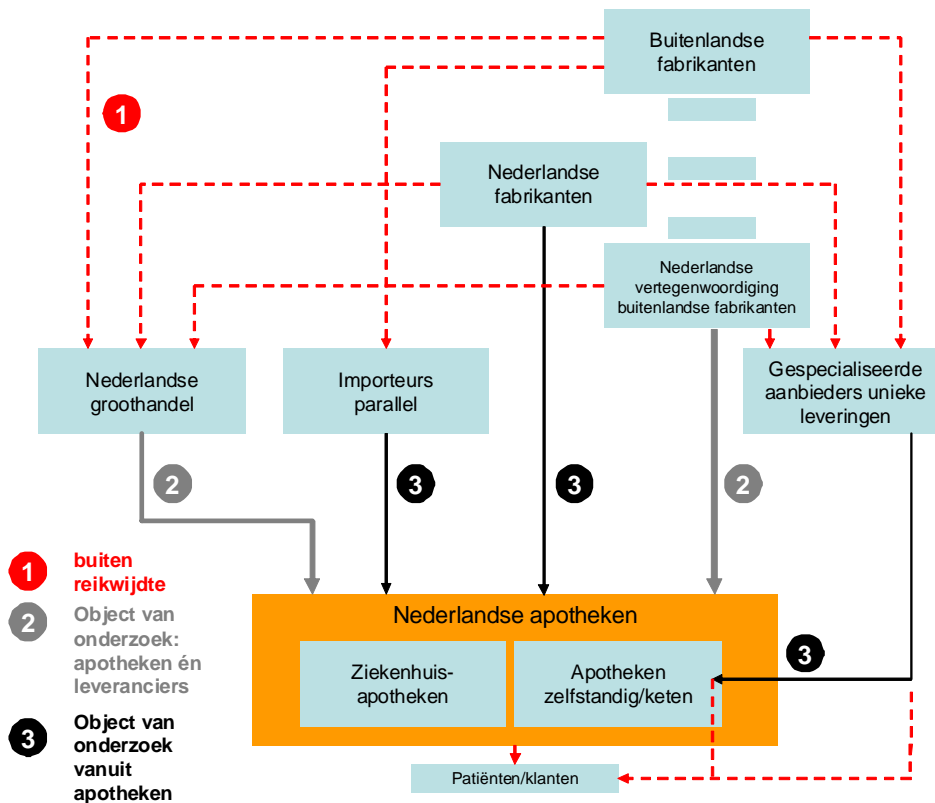 Buitenlandse
fabrikanten
1
Nederlandse
fabrikanten
Nederlandse
vertegenwoordiging
buitenlandse fabrikanten
Nederlandse
groothandel
Importeurs
parallel
Gespecialiseerde
aanbieders unieke
leveringen
2
3
3
2
1
buiten
reikwijdte
2
Object van
onderzoek:
apotheken én
leveranciers
3
Object van
onderzoek
vanuit
apotheken
Nederlandse apotheken
3
Ziekenhuis-
apotheken
Apotheken
zelfstandig/keten
Patiënten/klanten